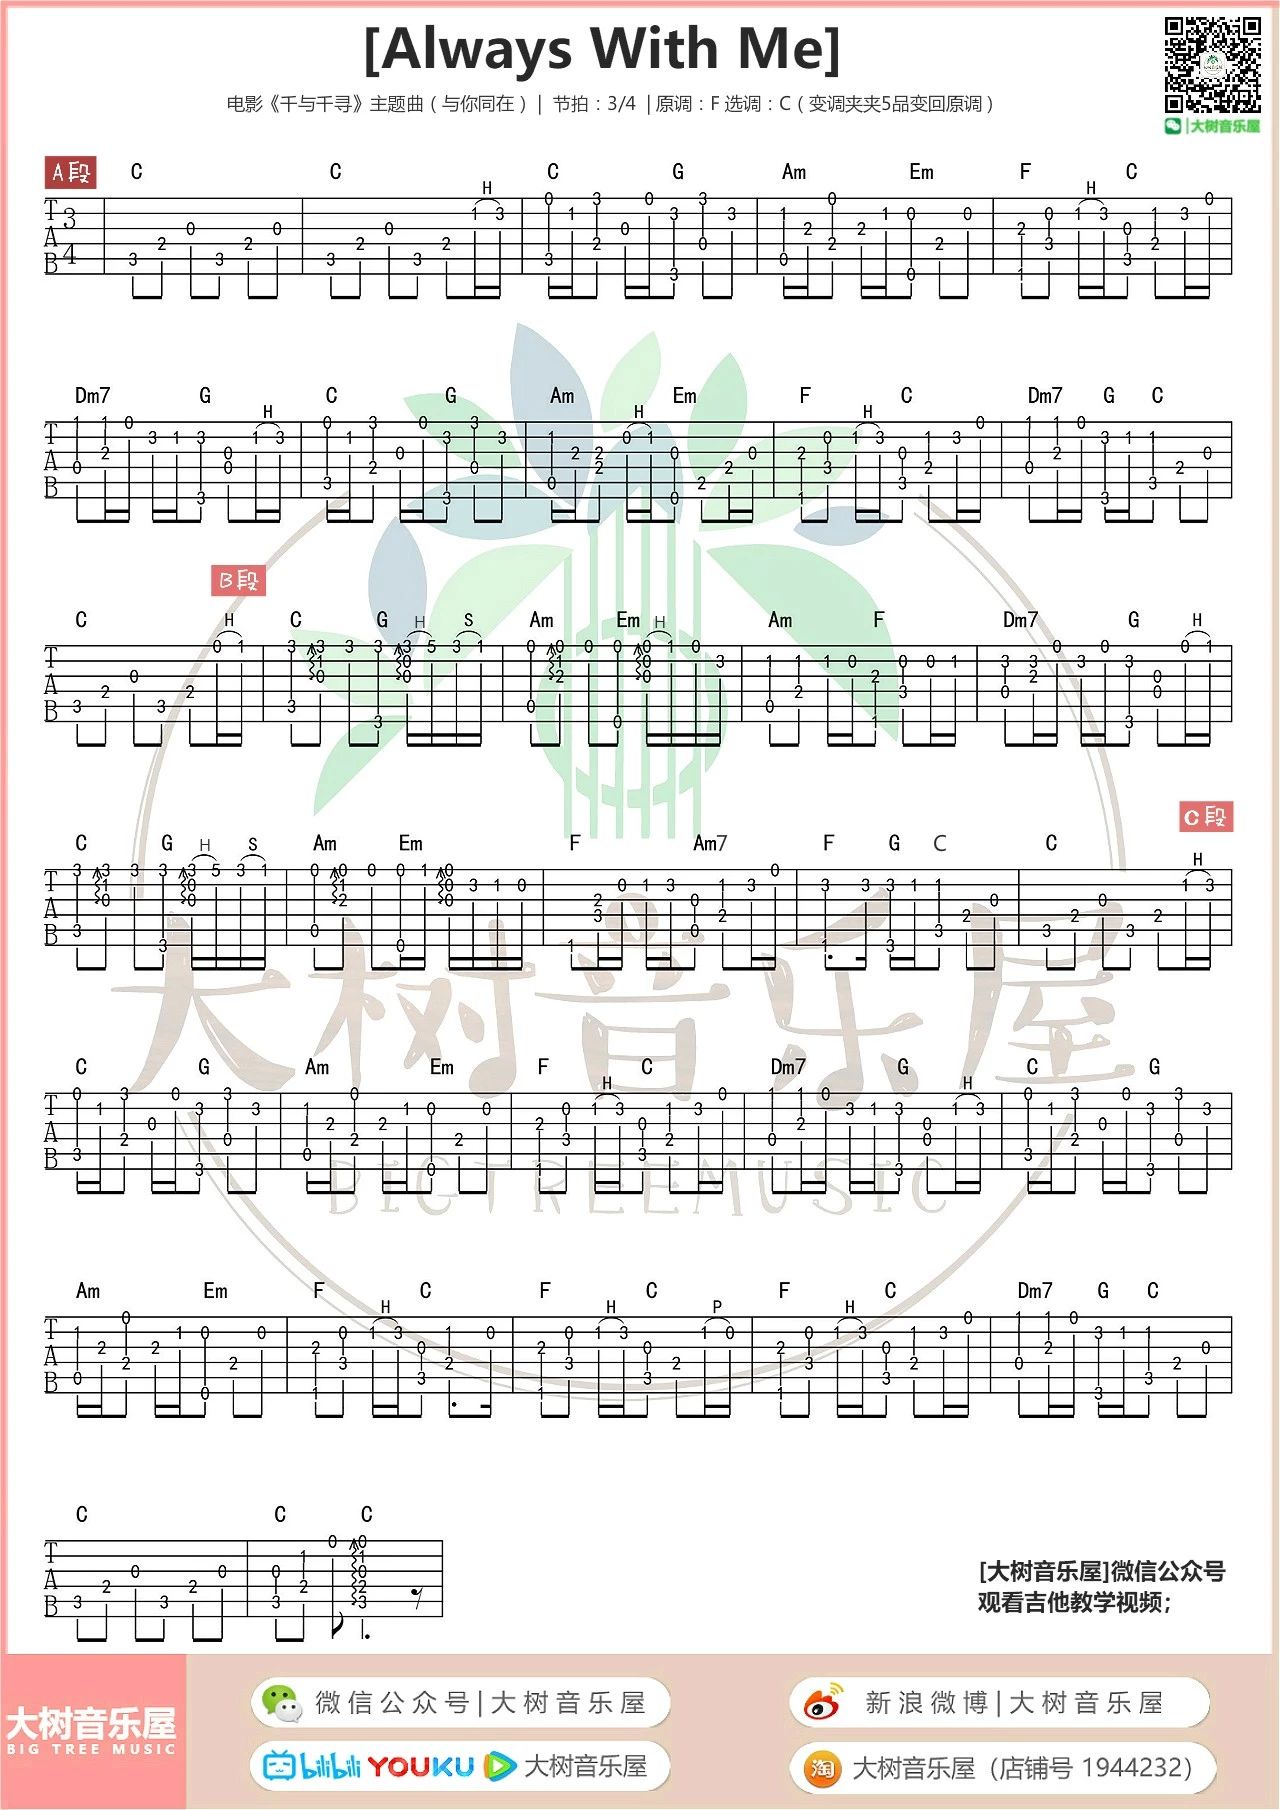 [Always With Me]
电影《千与千寻》主题曲（与你同在）| 节拍：3/4 | 原调：F 选调：C（变调夹夹5品变回原调）
|大树音乐屋
A段 C C H C G Am Em F H C
Dm7 G H C G Am H Em F H C Dm7 G C
B段
C H C G H S Am Em H Am F Dm7 G H
C段
C G H S Am Em F Am7 F G C C H
大树音乐屋
C G Am Em F H C Dm7 G H C G
BIGTREEMUSIC
Am Em F H C F H C P F H C Dm7 G C
C C C
[大树音乐屋]微信公众号
观看吉他教学视频；
大树音乐屋
BIG TREE MUSIC
微信公众号|大树音乐屋
新浪微博|大树音乐屋
bilibili YOUKU 大树音乐屋
淘 大树音乐屋（店铺号 1944232）